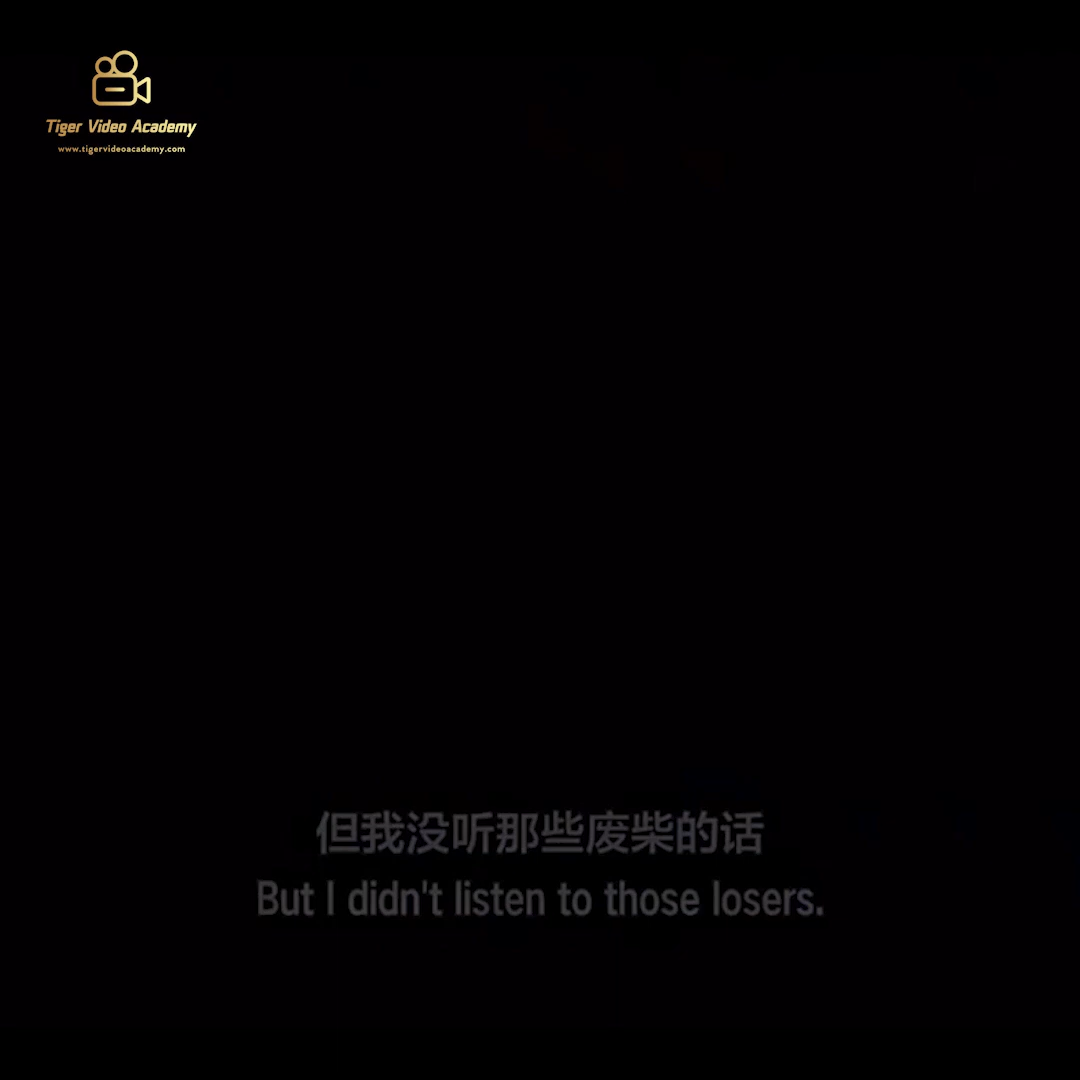 Tiger Video Academy
www.tigervideoacademy.com
但我没听那些废柴的话
But I didn't listen to those losers.